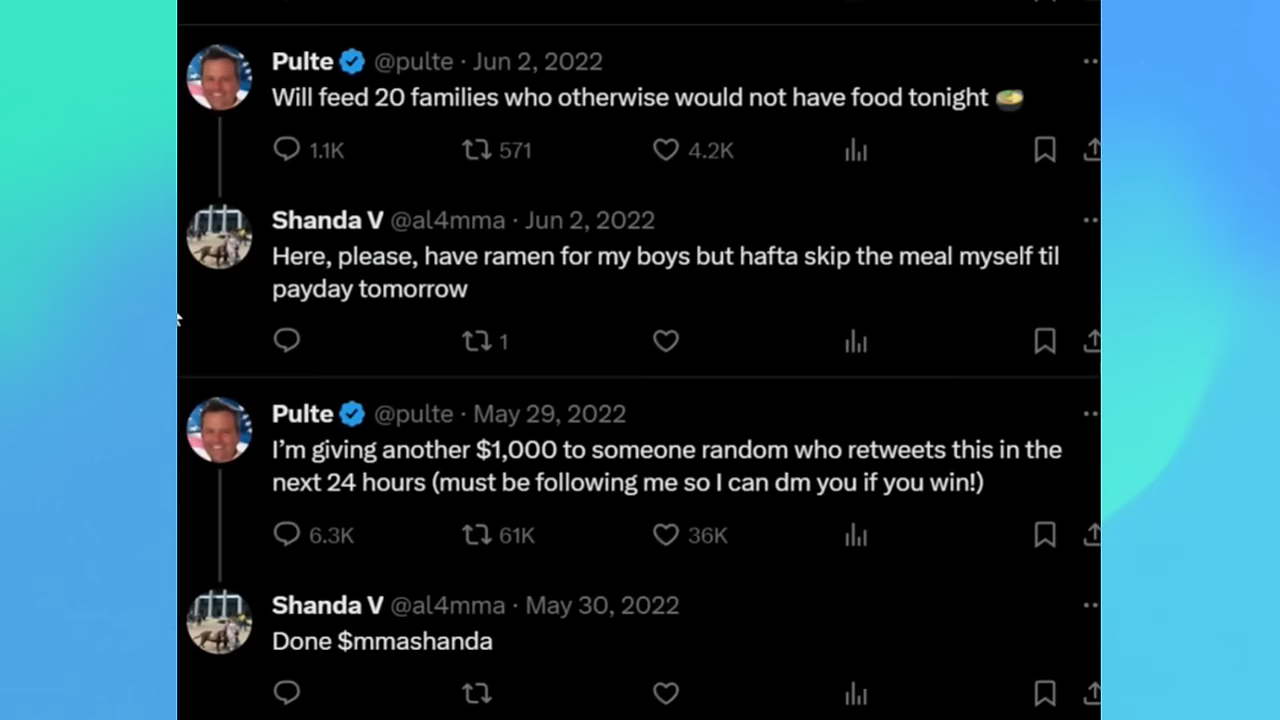 Pulte @pulte · Jun 2, 2022
Will feed 20 families who otherwise would not have food tonight 🍲
1.1K 571 4.2K
Shanda V @al4mma · Jun 2, 2022
Here, please, have ramen for my boys but hafta skip the meal myself til
payday tomorrow
1
Pulte @pulte · May 29, 2022
I’m giving another $1,000 to someone random who retweets this in the
next 24 hours (must be following me so I can dm you if you win!)
6.3K 61K 36K
Shanda V @al4mma · May 30, 2022
Done $mmashanda